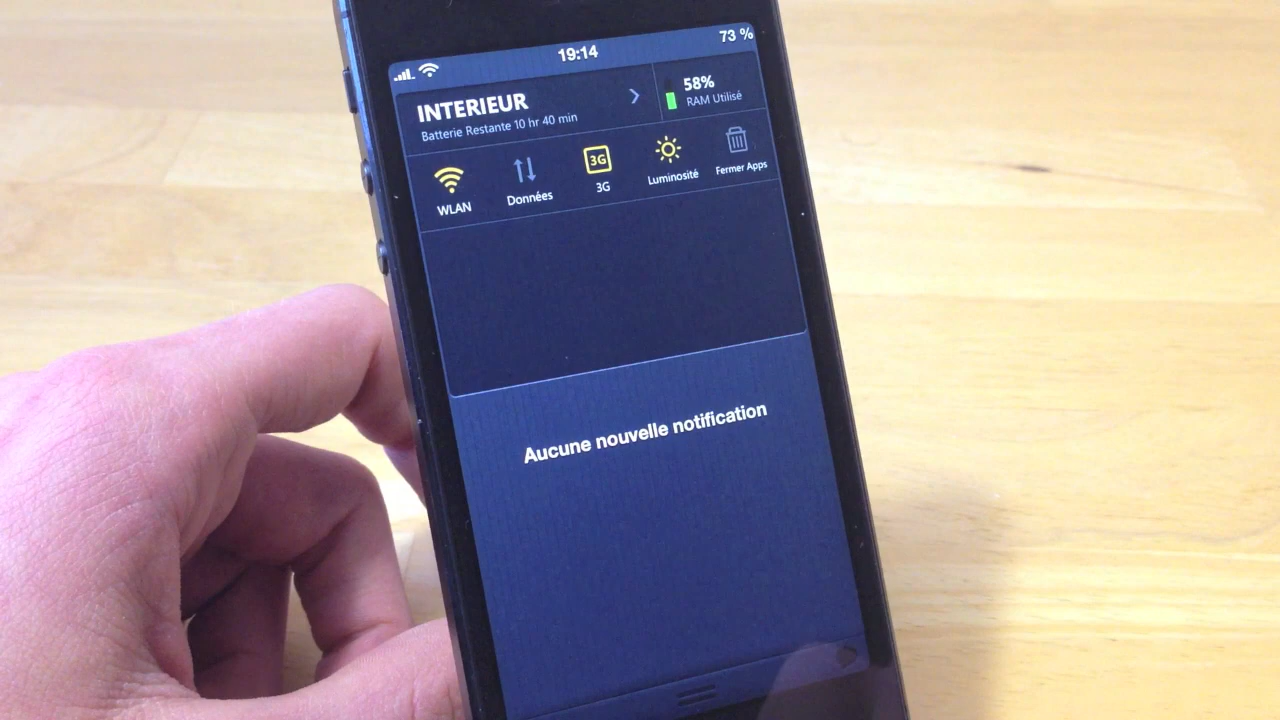 19:14
73 %
INTERIEUR
Batterie Restante 10 hr 40 min
58%
RAM Utilisé
WLAN
Données
3G
3G
Luminosité
Fermer Apps
Aucune nouvelle notification